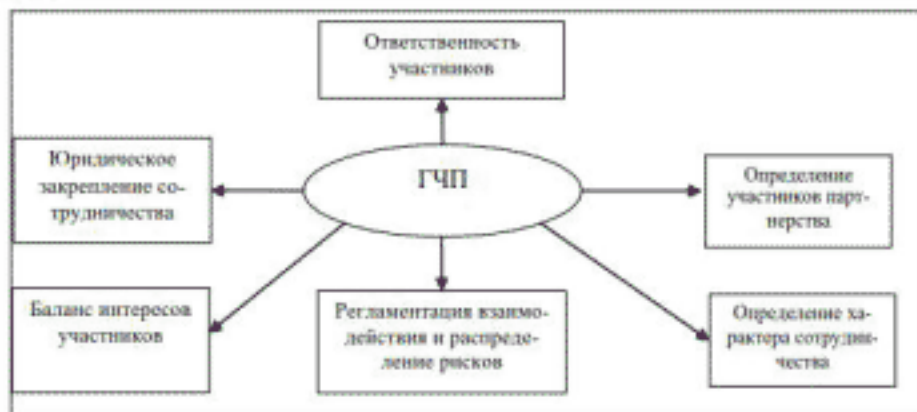 Ответственность
участников
Юридическое
закрепление со-
трудничества
ГЧП
Определение
участников парт-
нерства
Баланс интересов
участников
Регламентация взаимо-
действия и распреде-
ление рисков
Определение ха-
рактера сотрудни-
чества